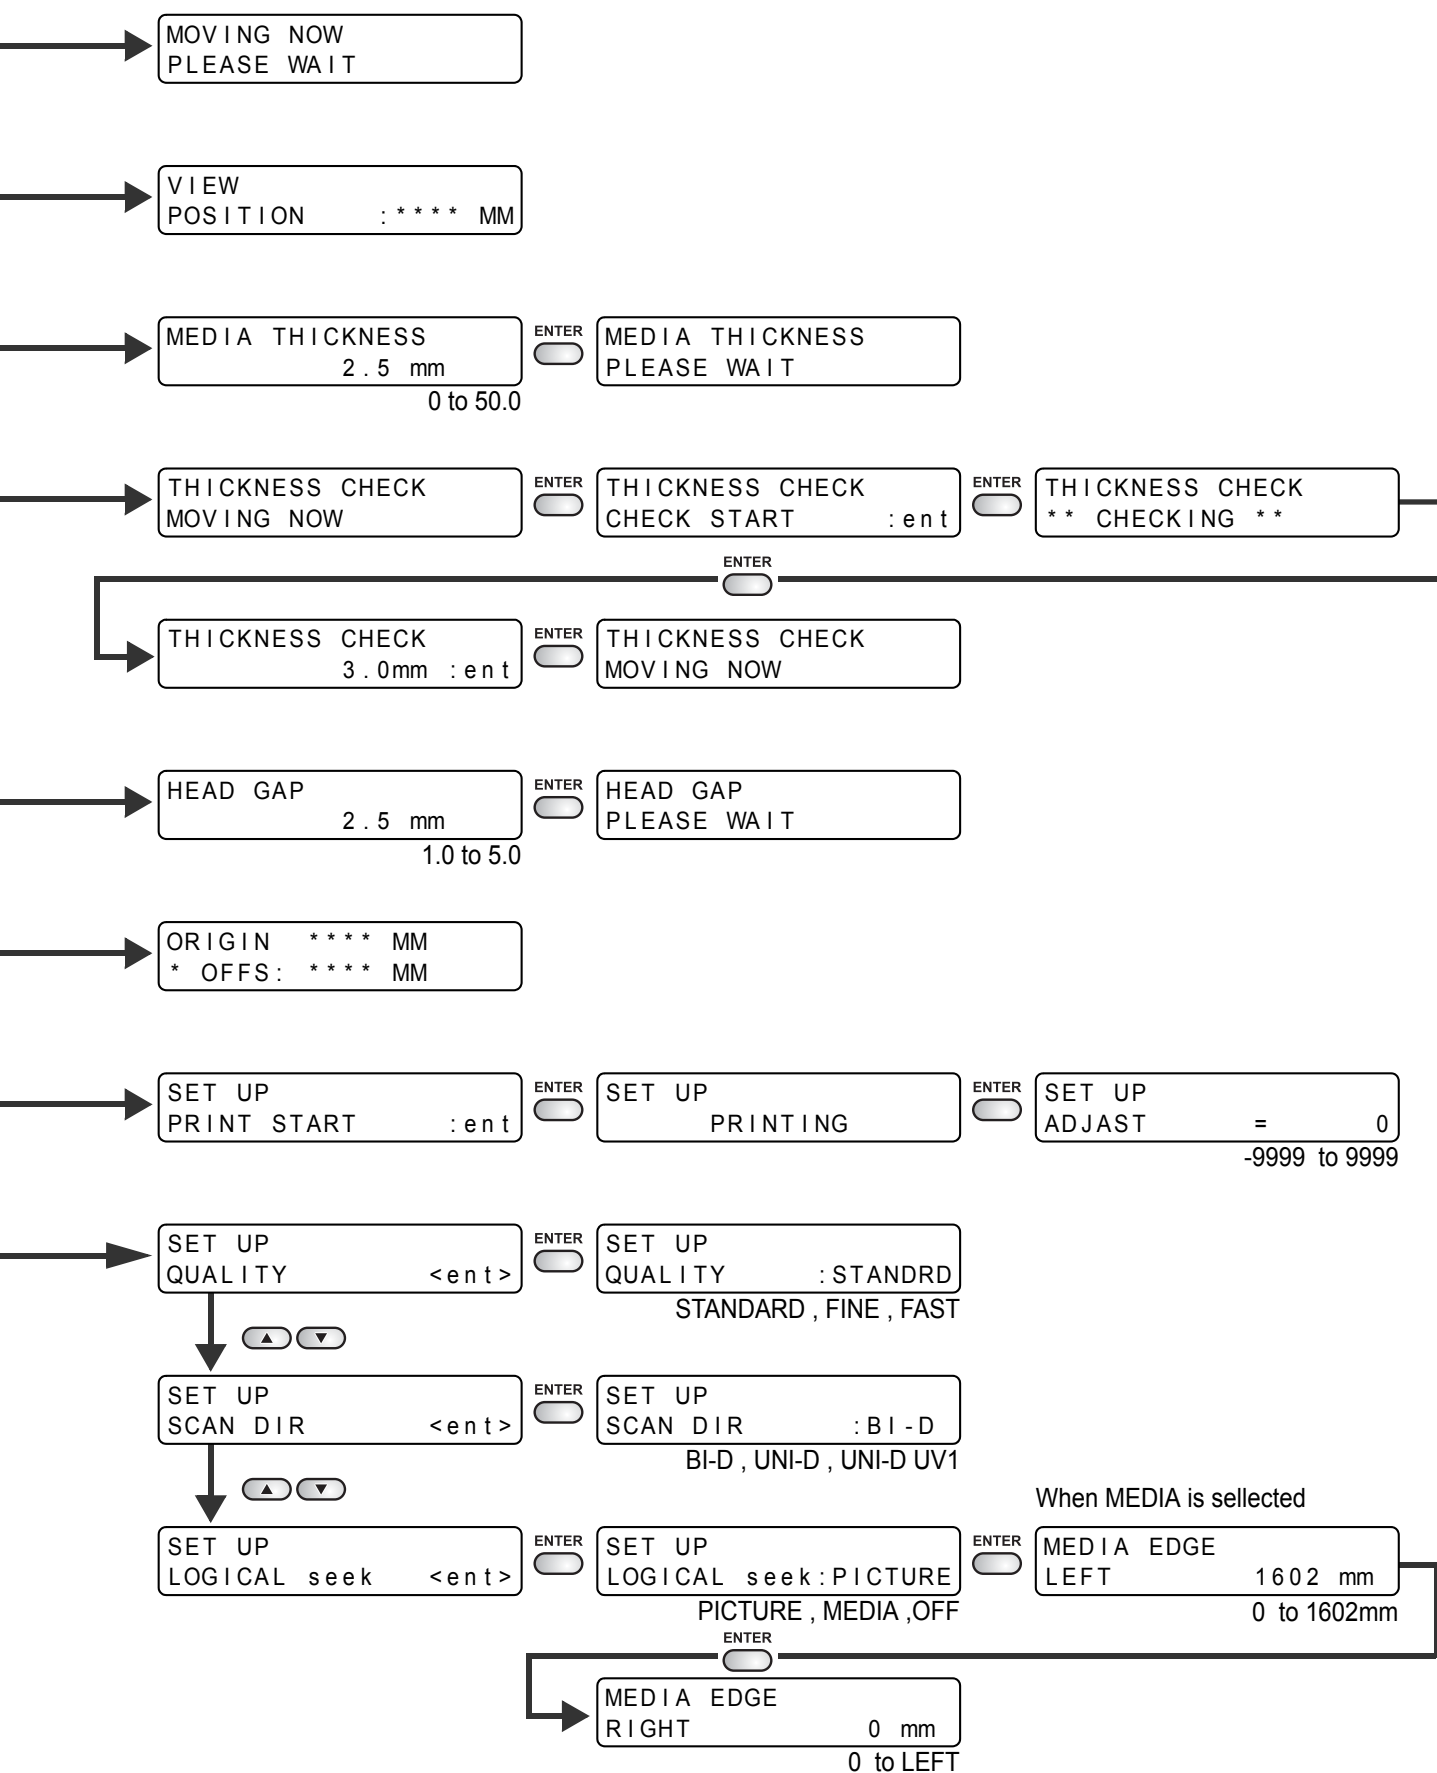 MOVING NOW
PLEASE WAIT
VIEW
POSITION :**** MM
MEDIA THICKNESS
2.5 mm
0 to 50.0
ENTER
MEDIA THICKNESS
PLEASE WAIT
THICKNESS CHECK
MOVING NOW
ENTER
THICKNESS CHECK
CHECK START :ent
ENTER
THICKNESS CHECK
** CHECKING **
ENTER
THICKNESS CHECK
3.0mm :ent
ENTER
THICKNESS CHECK
MOVING NOW
HEAD GAP
2.5 mm
1.0 to 5.0
ENTER
HEAD GAP
PLEASE WAIT
ORIGIN **** MM
* OFFS: **** MM
SET UP
PRINT START :ent
ENTER
SET UP
PRINTING
ENTER
SET UP
ADJAST = 0
-9999 to 9999
SET UP
QUALITY <ent>
ENTER
SET UP
QUALITY :STANDRD
STANDARD , FINE , FAST
SET UP
SCAN DIR <ent>
ENTER
SET UP
SCAN DIR :BI-D
BI-D , UNI-D , UNI-D UV1
SET UP
LOGICAL seek <ent>
ENTER
SET UP
LOGICAL seek:PICTURE
PICTURE , MEDIA ,OFF
ENTER
When MEDIA is sellected
MEDIA EDGE
LEFT 1602 mm
0 to 1602mm
ENTER
MEDIA EDGE
RIGHT 0 mm
0 to LEFT